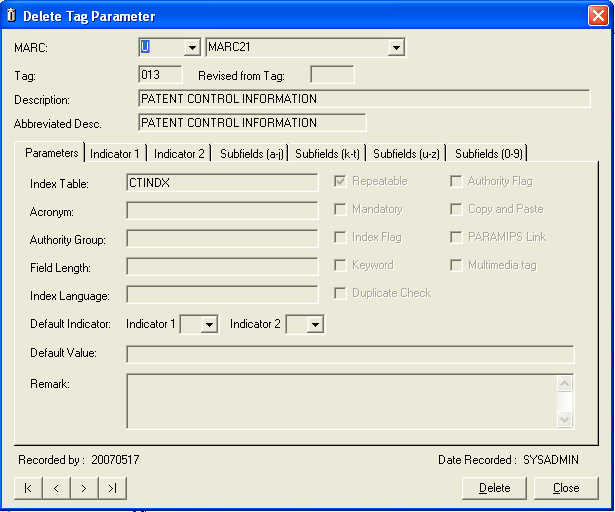 Delete Tag Parameter
MARC: U MARC21
Tag: 013 Revised from Tag:
Description: PATENT CONTROL INFORMATION
Abbreviated Desc. PATENT CONTROL INFORMATION
Parameters Indicator 1 Indicator 2 Subfields (a-j) Subfields (k-t) Subfields (u-z) Subfields (0-9)
Index Table: CTINDX Repeatable Authority Flag
Acronym: Mandatory Copy and Paste
Authority Group: Index Flag PARAMIPS Link
Field Length: Keyword Multimedia tag
Index Language: Duplicate Check
Default Indicator: Indicator 1 Indicator 2
Default Value:
Remark:
Recorded by : 20070517 Date Recorded : SYSADMIN
|< < > >| Delete Close